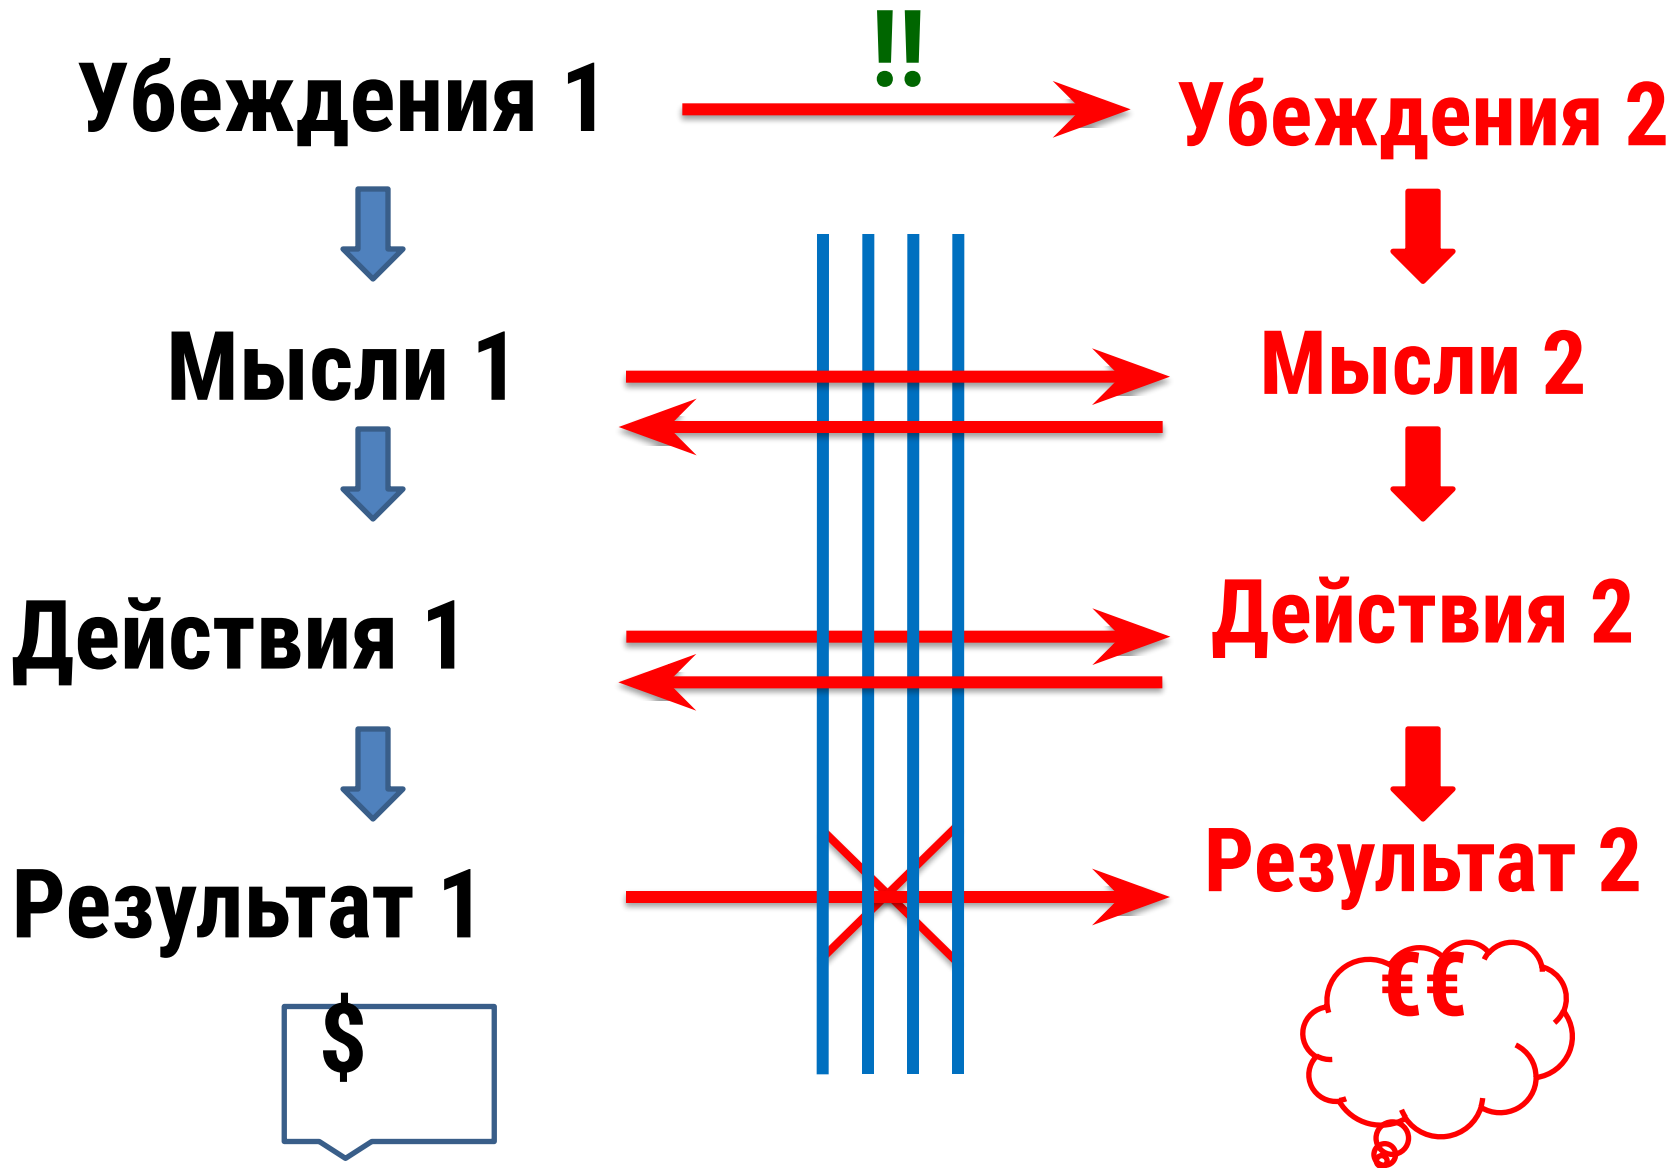 !!
Убеждения 1
Убеждения 2
Мысли 1
Мысли 2
Действия 1
Действия 2
Результат 1
Результат 2
$
€€